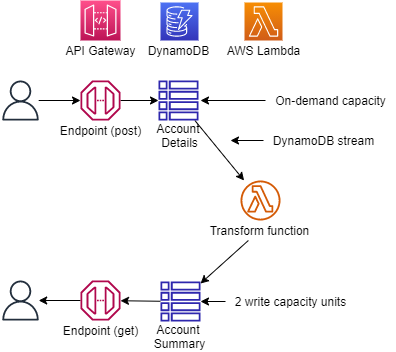 API Gateway
DynamoDB
AWS Lambda
Endpoint (post)
Account
Details
On-demand capacity
DynamoDB stream
Transform function
Endpoint (get)
Account
Summary
2 write capacity units